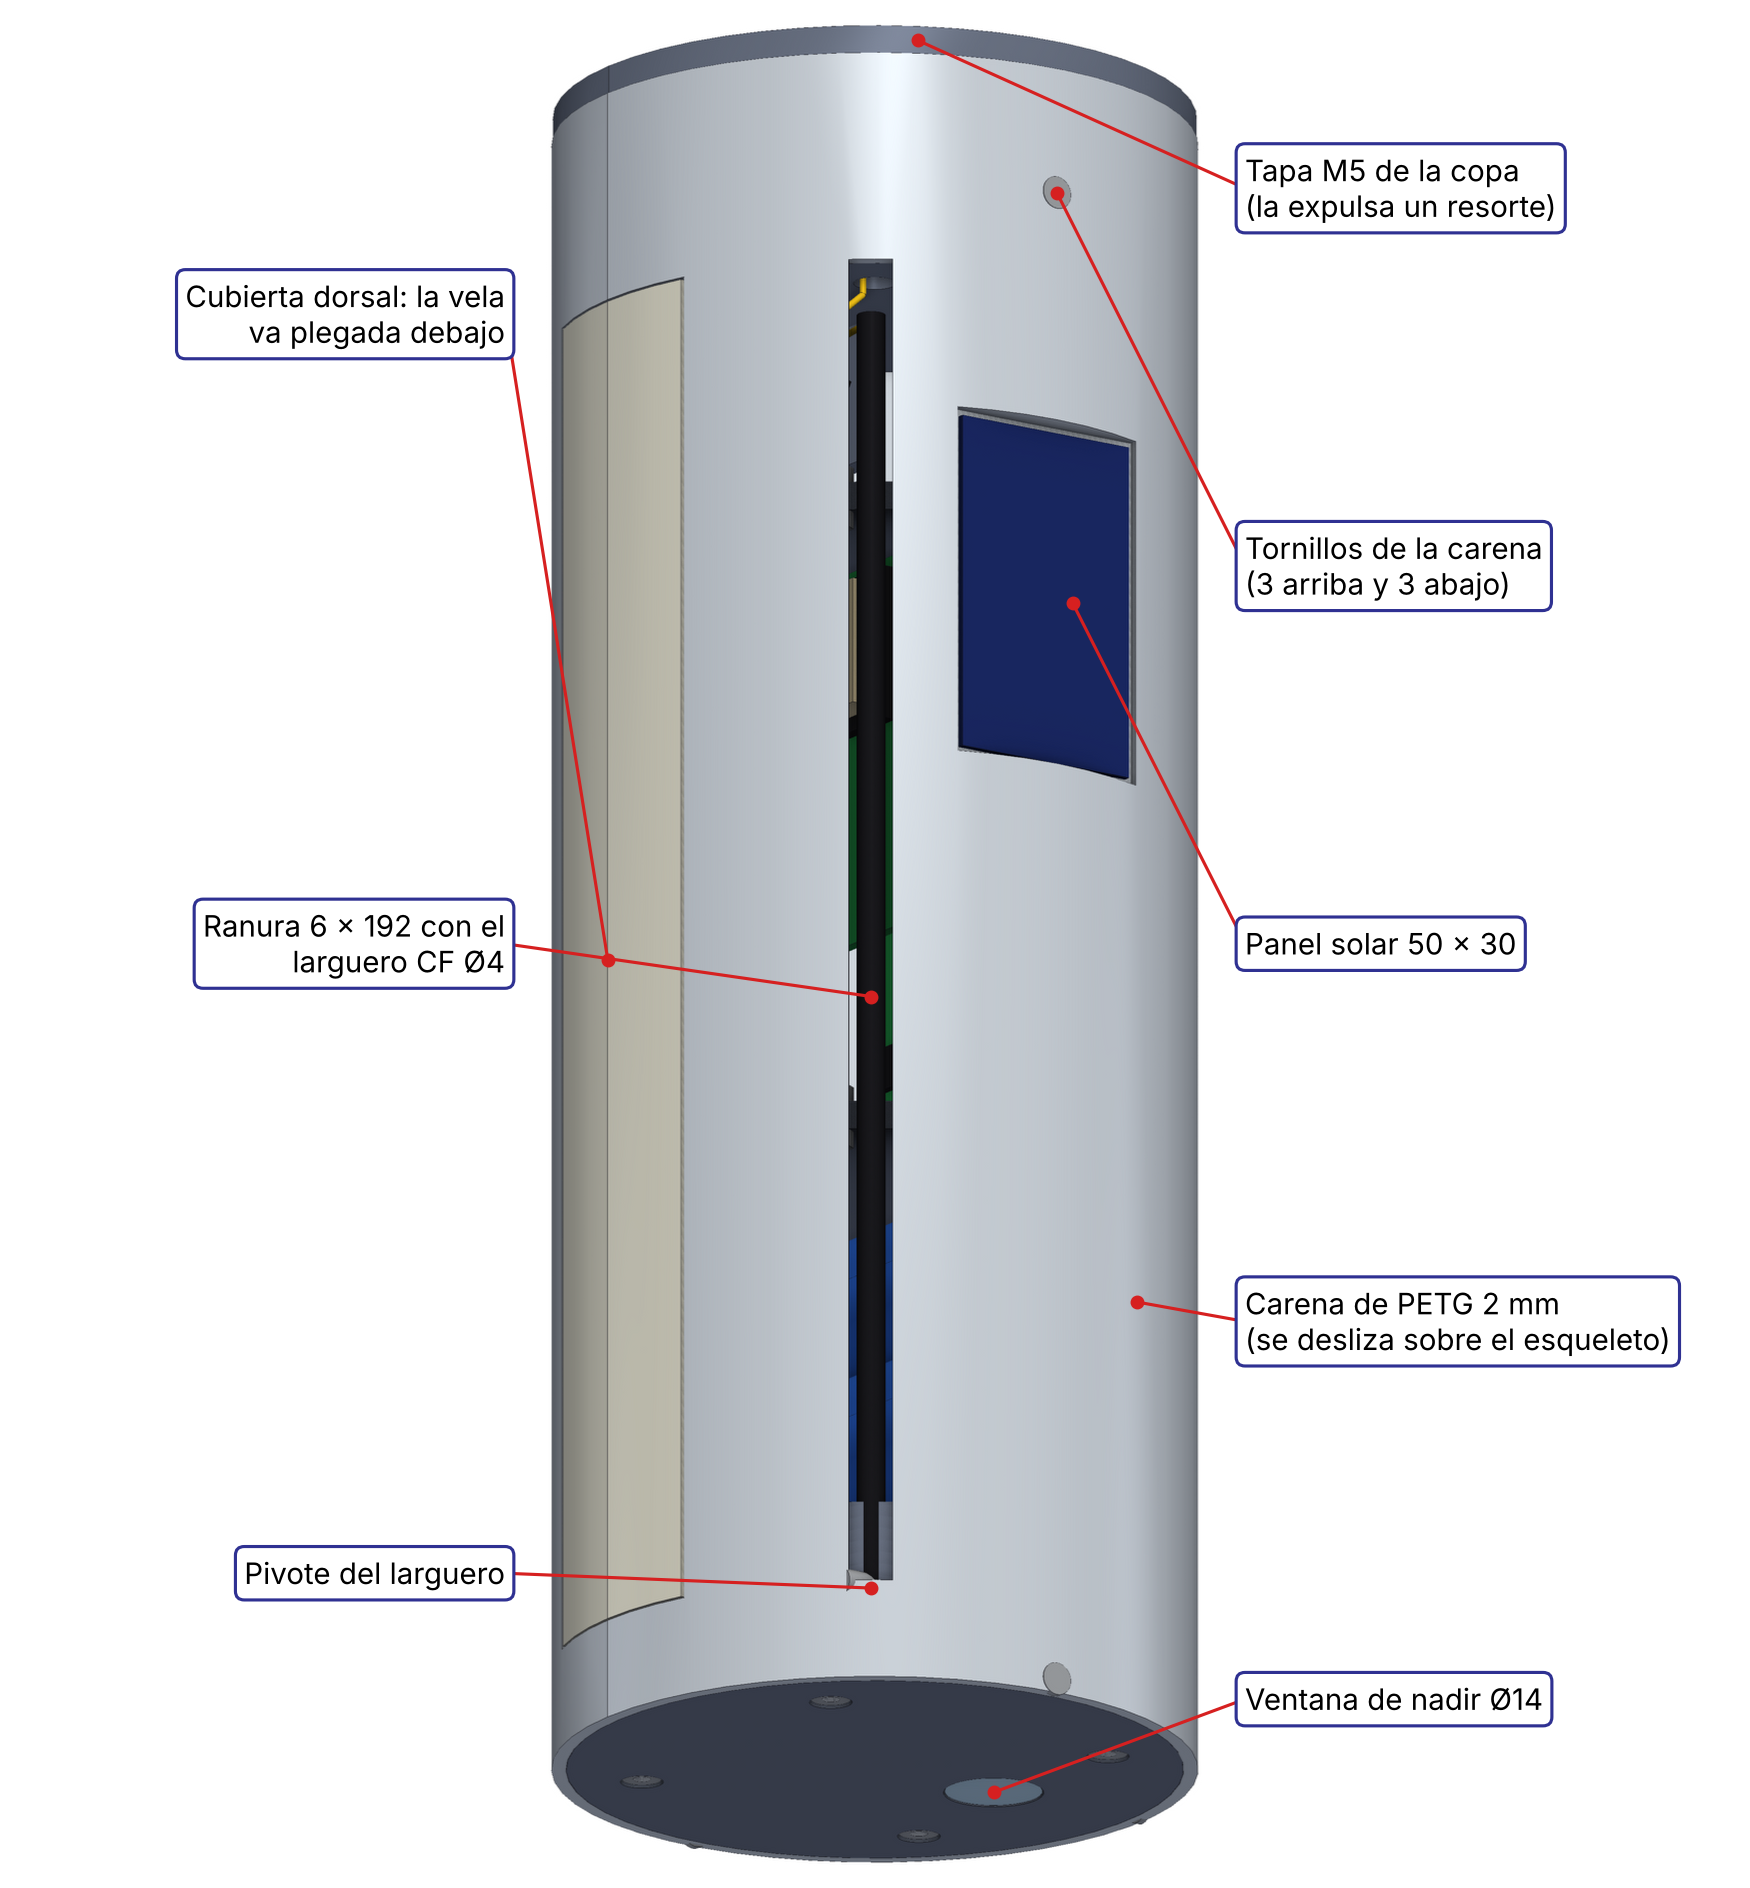 Tapa M5 de la copa
(la expulsa un resorte)
Cubierta dorsal: la vela
va plegada debajo
Tornillos de la carena
(3 arriba y 3 abajo)
Ranura 6 × 192 con el
larguero CF Ø4
Panel solar 50 × 30
Carena de PETG 2 mm
(se desliza sobre el esqueleto)
Pivote del larguero
Ventana de nadir Ø14